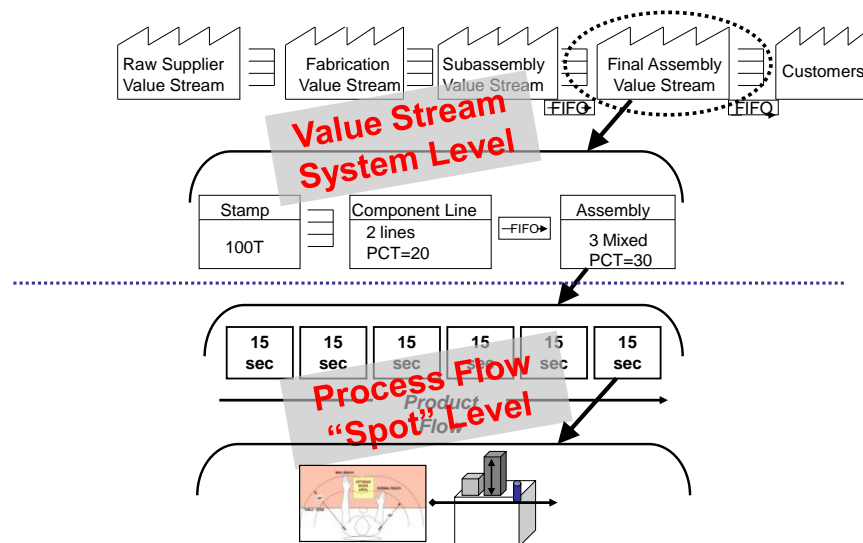 Raw Supplier
Value Stream
Fabrication
Value Stream
Subassembly
Value Stream
Final Assembly
Value Stream
Customers
FIFO
FIFO
Value Stream
System Level
Stamp
100T
Component Line
2 lines
PCT=20
FIFO
Assembly
3 Mixed
PCT=30
15
sec
15
sec
15
sec
15
sec
15
sec
15
sec
Process Flow
“Spot” Level
Product
Flow